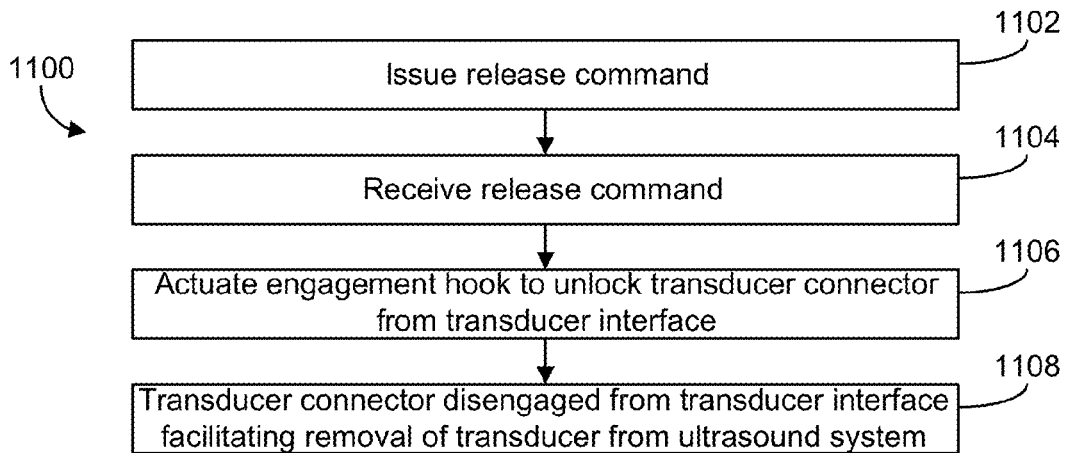 1102
1100
Issue release command
1104
Receive release command
1106
Actuate engagement hook to unlock transducer connector
from transducer interface
1108
Transducer connector disengaged from transducer interface
facilitating removal of transducer from ultrasound system